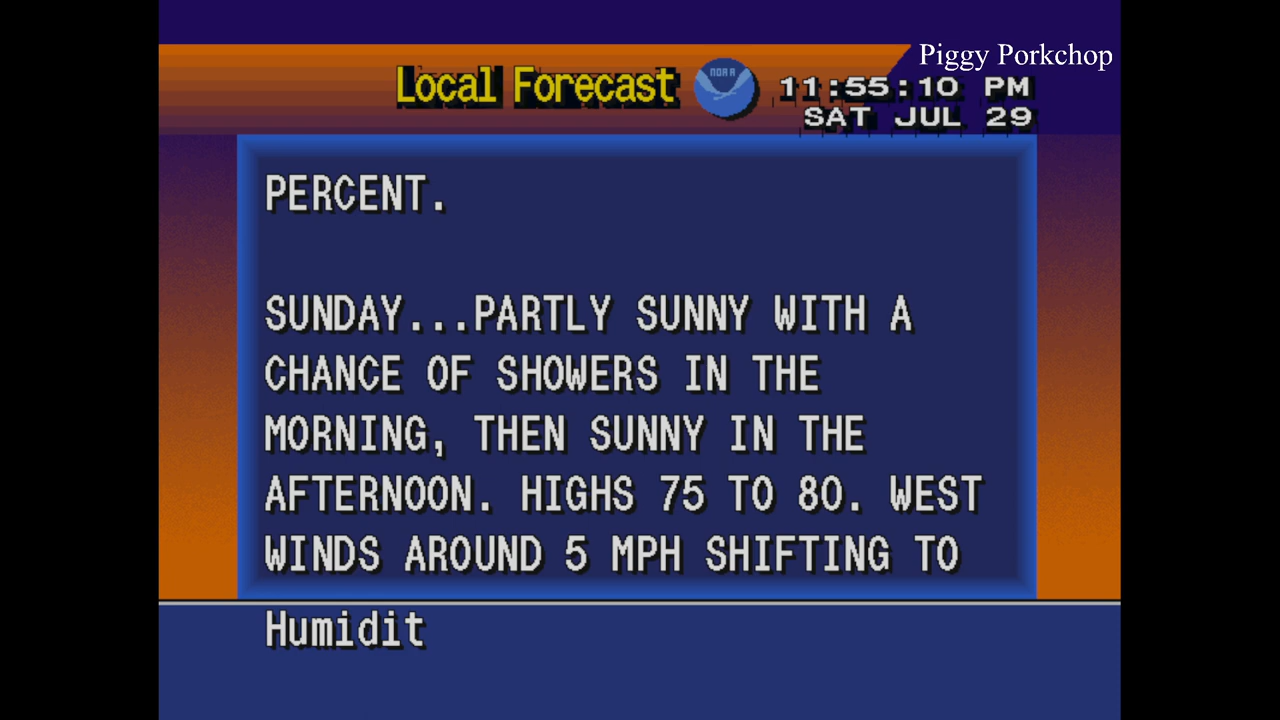 Piggy Porkchop
Local Forecast
NOAA
11:55:10 PM
SAT JUL 29
PERCENT.
SUNDAY...PARTLY SUNNY WITH A
CHANCE OF SHOWERS IN THE
MORNING, THEN SUNNY IN THE
AFTERNOON. HIGHS 75 TO 80. WEST
WINDS AROUND 5 MPH SHIFTING TO
Humidit